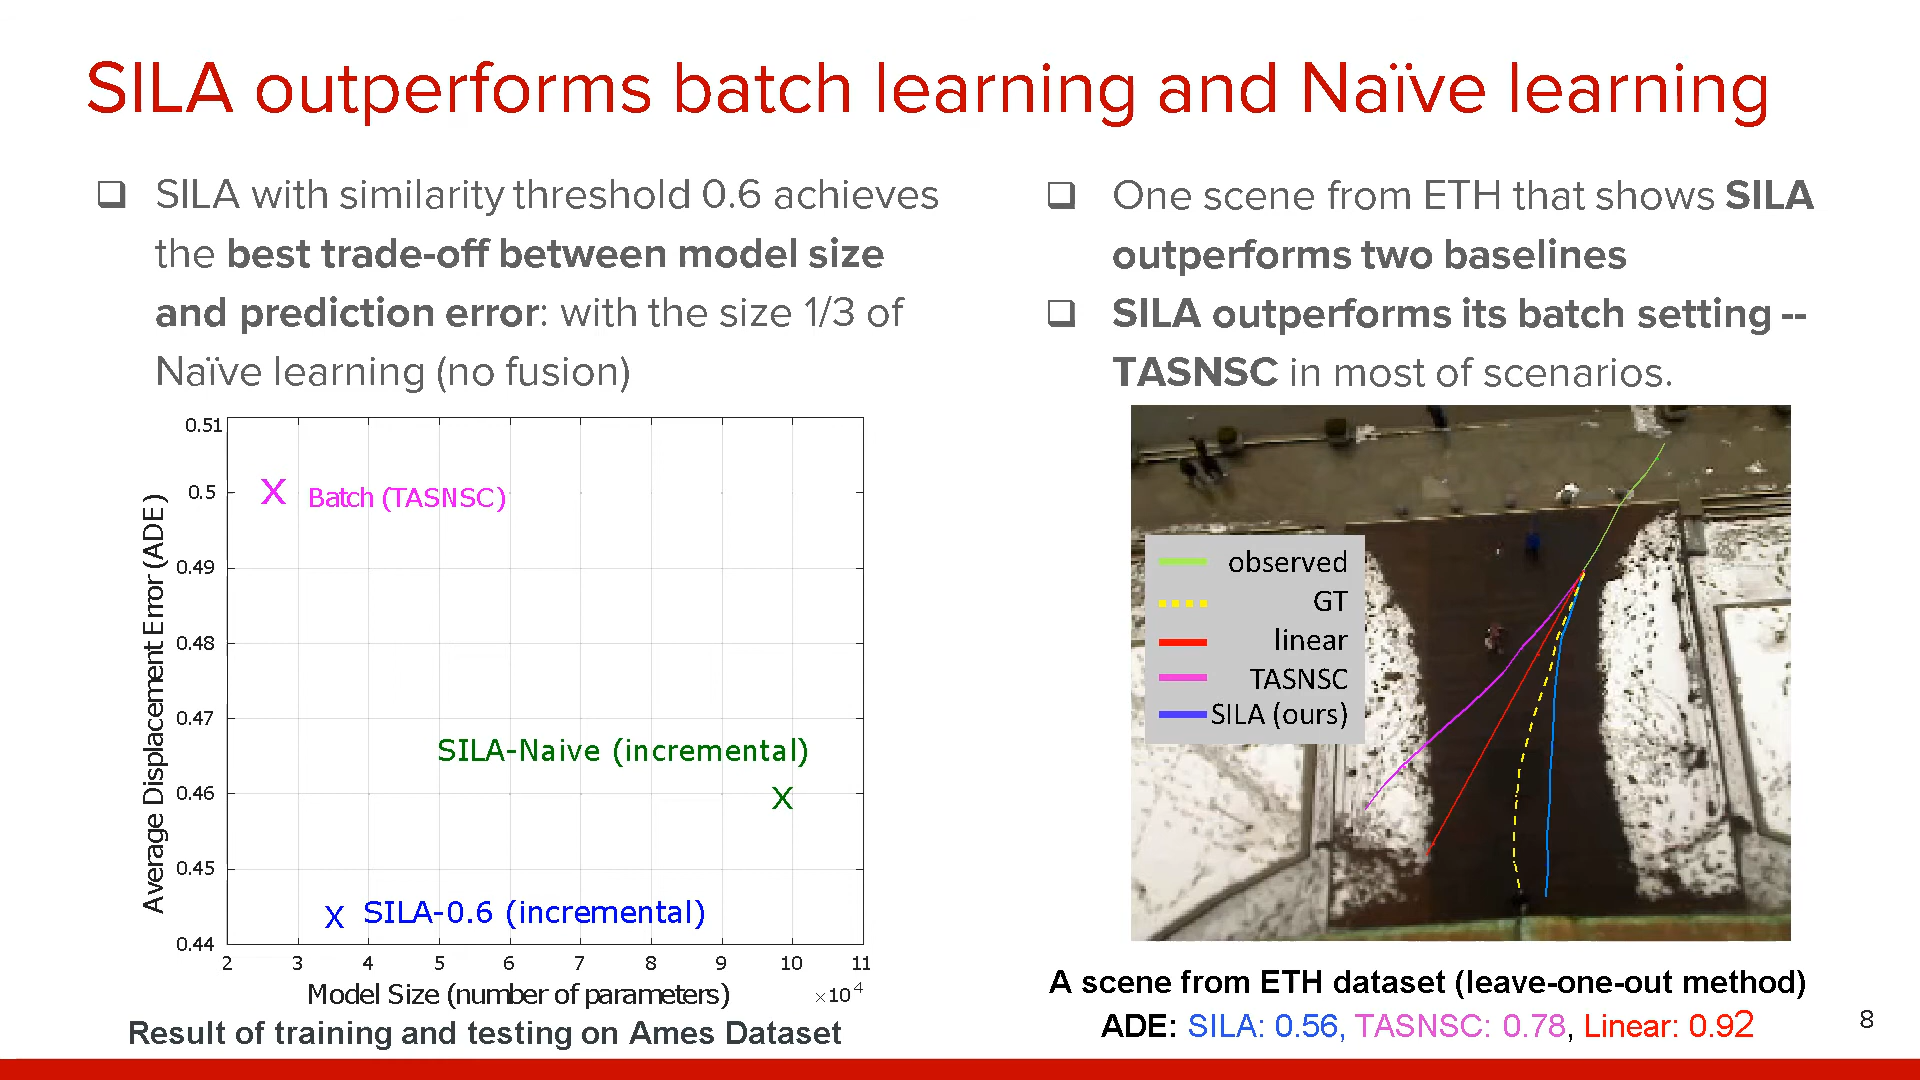 SILA outperforms batch learning and Naïve learning
❑ SILA with similarity threshold 0.6 achieves
the best trade-off between model size
and prediction error: with the size 1/3 of
Naïve learning (no fusion)
❑ One scene from ETH that shows SILA
outperforms two baselines
❑ SILA outperforms its batch setting --
TASNSC in most of scenarios.
Average Displacement Error (ADE)
0.51
0.5
0.49
0.48
0.47
0.46
0.45
0.44
X Batch (TASNSC)
SILA-Naive (incremental)
X
X SILA-0.6 (incremental)
2 3 4 5 6 7 8 9 10 11
Model Size (number of parameters) ×10⁴
Result of training and testing on Ames Dataset
observed
GT
linear
TASNSC
SILA (ours)
A scene from ETH dataset (leave-one-out method)
ADE: SILA: 0.56, TASNSC: 0.78, Linear: 0.92
8